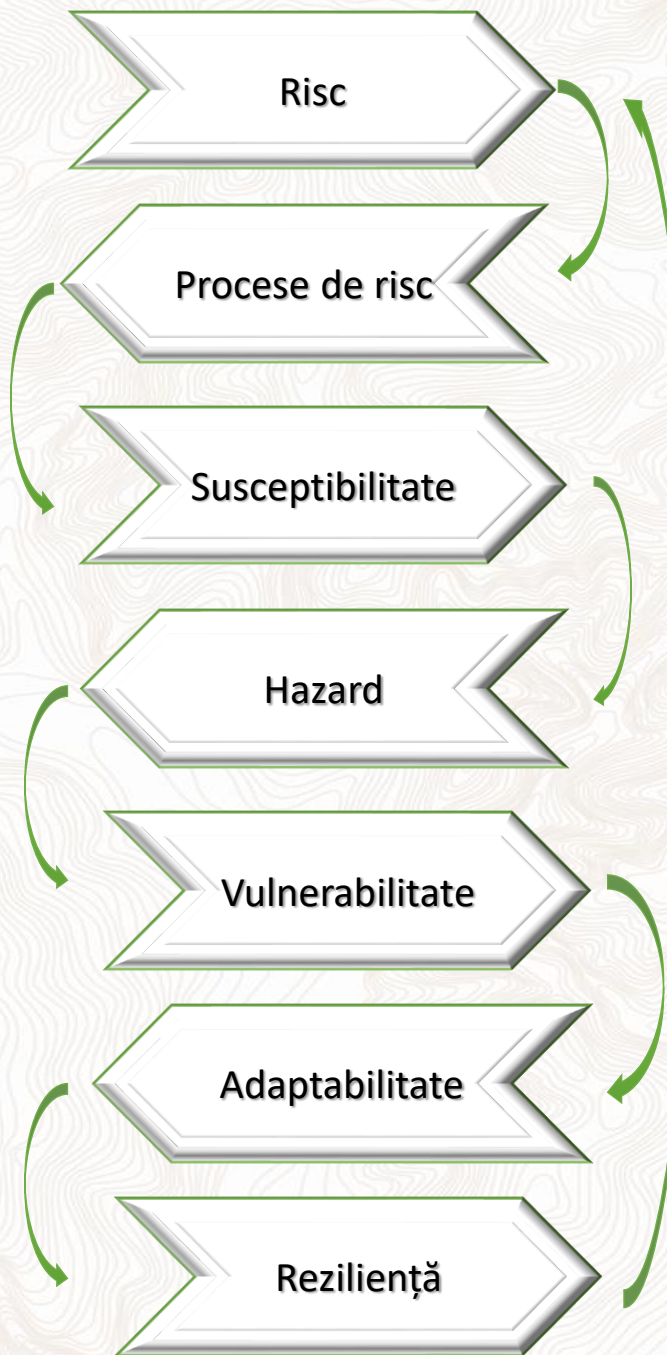 Risc
Procese de risc
Susceptibilitate
Hazard
Vulnerabilitate
Adaptabilitate
Reziliență